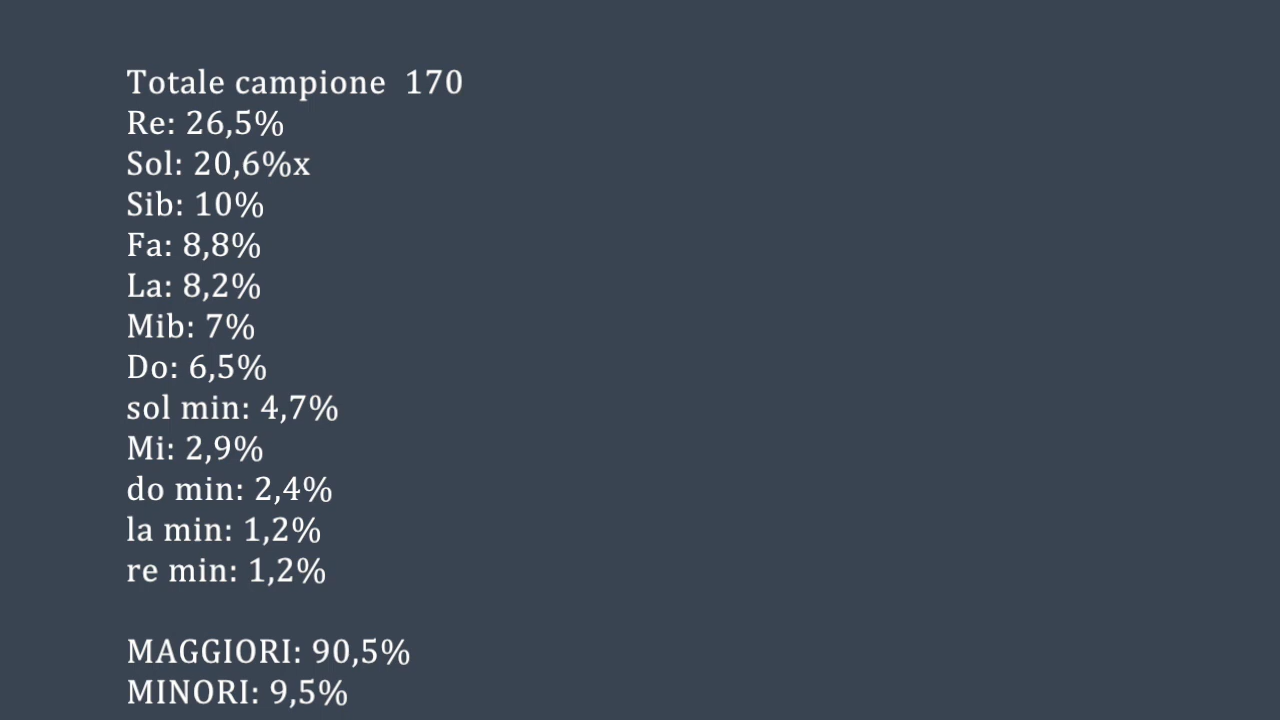 Totale campione  170
Re: 26,5%
Sol: 20,6%x
Sib: 10%
Fa: 8,8%
La: 8,2%
Mib: 7%
Do: 6,5%
sol min: 4,7%
Mi: 2,9%
do min: 2,4%
la min: 1,2%
re min: 1,2%
MAGGIORI: 90,5%
MINORI: 9,5%